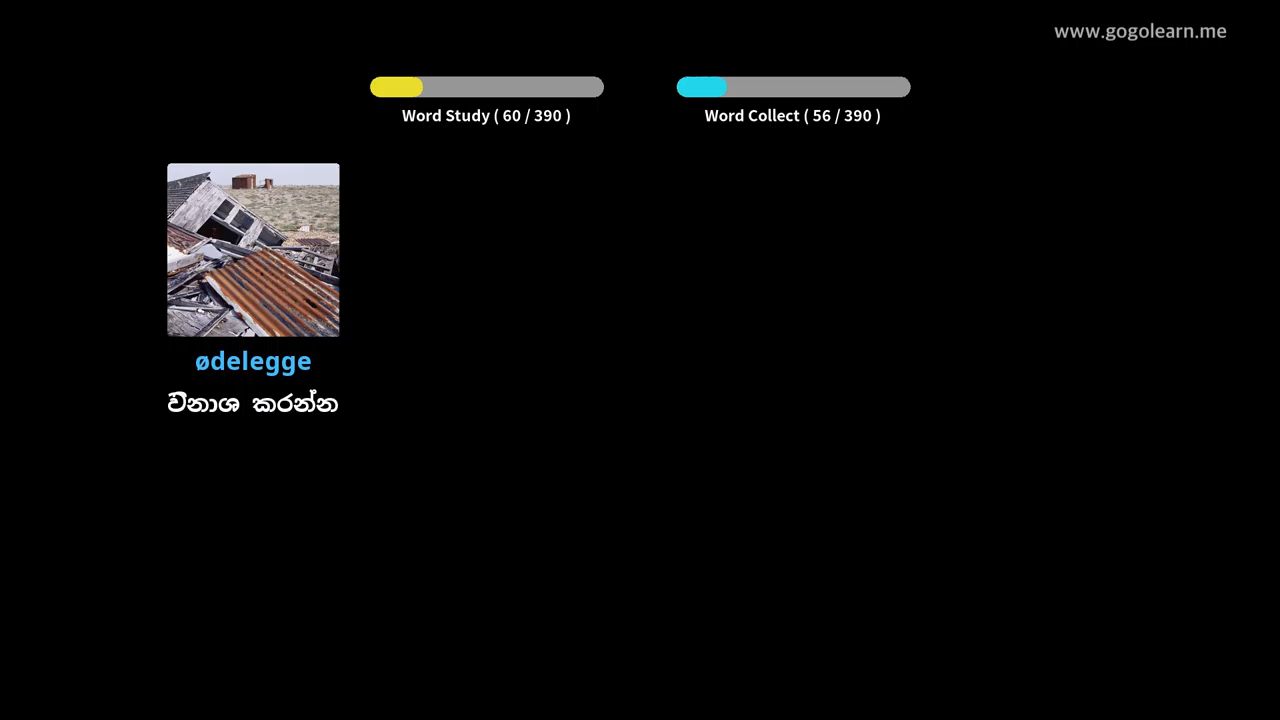 www.gogolearn.me
Word Study ( 60 / 390 )
Word Collect ( 56 / 390 )
ødelegge
විනාශ කරන්න